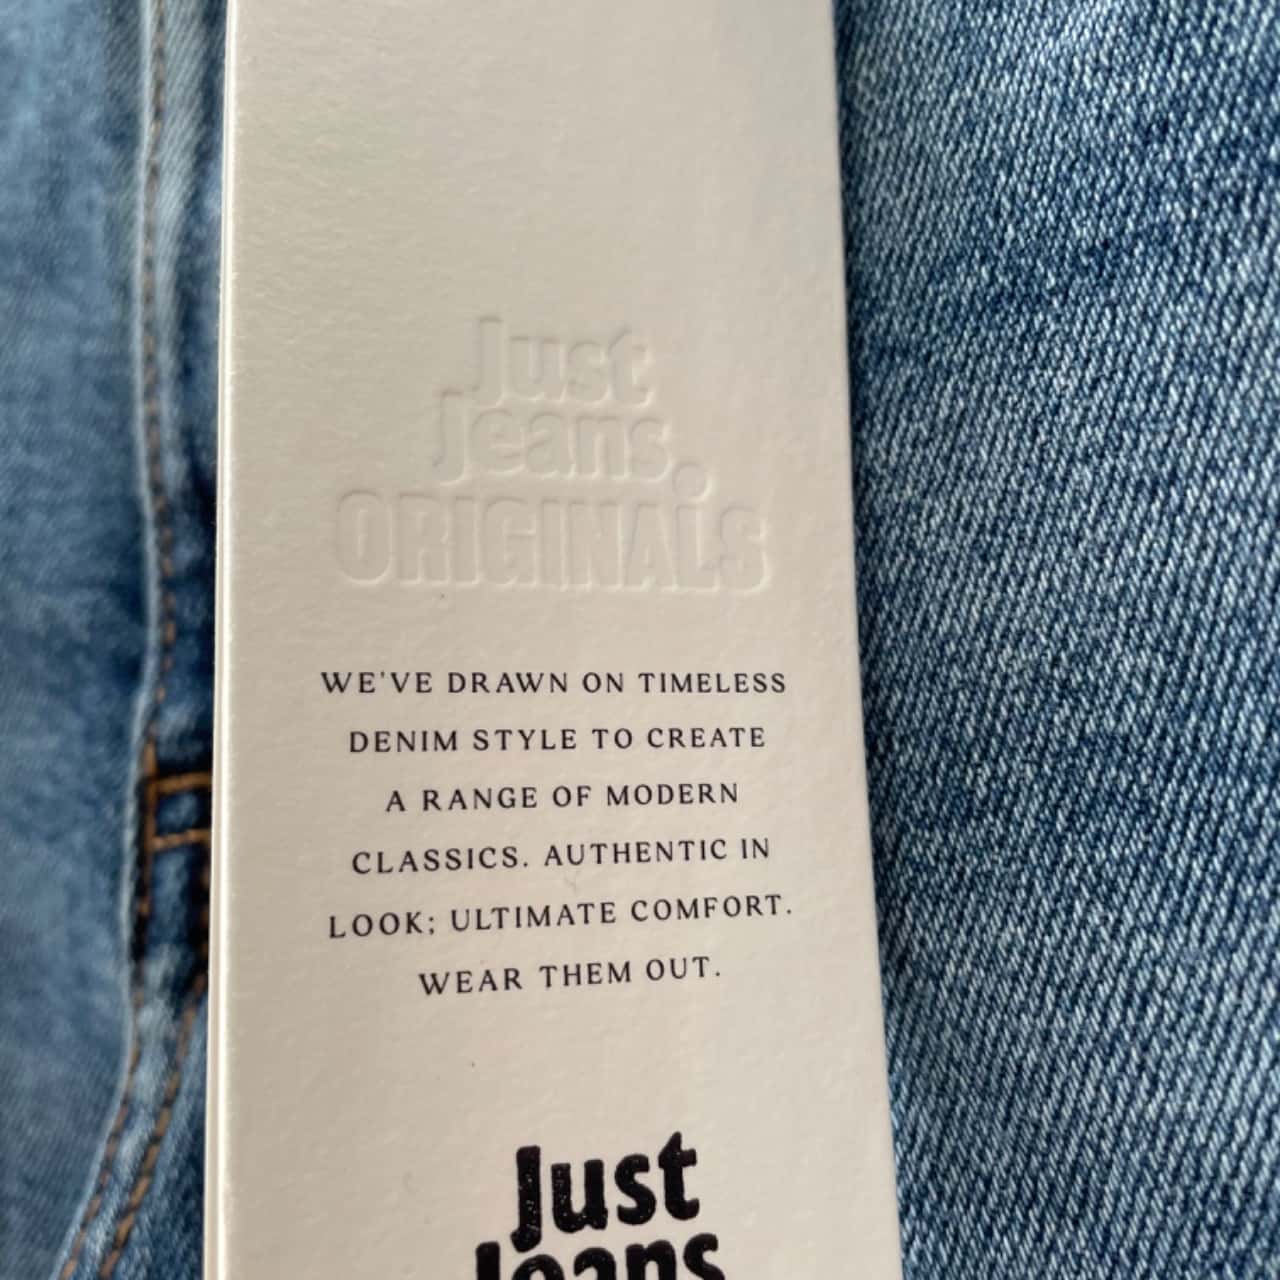 Just
Jeans.
ORIGINALS
WE'VE DRAWN ON TIMELESS
DENIM STYLE TO CREATE
A RANGE OF MODERN
CLASSICS. AUTHENTIC IN
LOOK; ULTIMATE COMFORT.
WEAR THEM OUT.
Just
Jeans